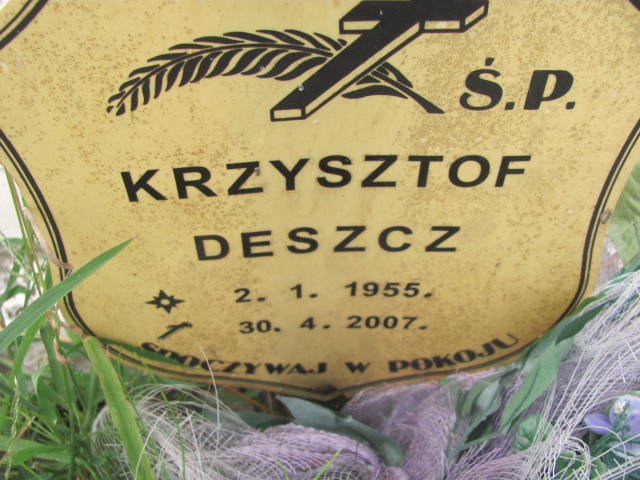 Ś.P.
KRZYSZTOF
DESZCZ
2. 1. 1955.
30. 4. 2007.
SPOCZYWAJ W POKOJU